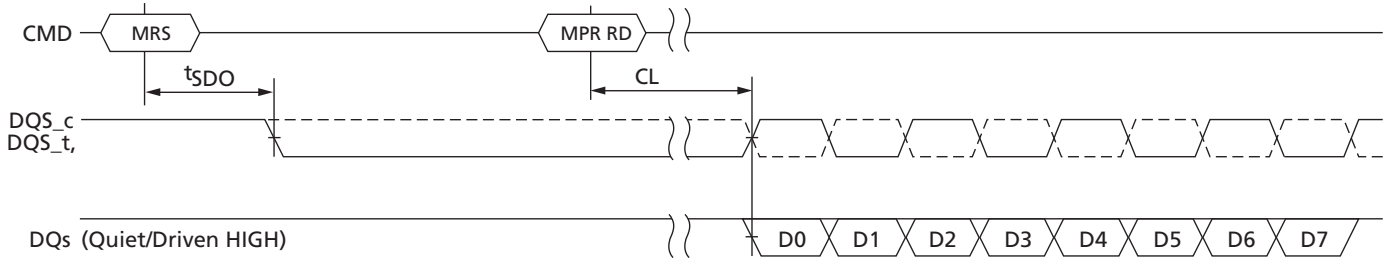 CMD MRS MPR RD
tSDO CL
DQS_c
DQS_t,
DQs (Quiet/Driven HIGH) D0 D1 D2 D3 D4 D5 D6 D7